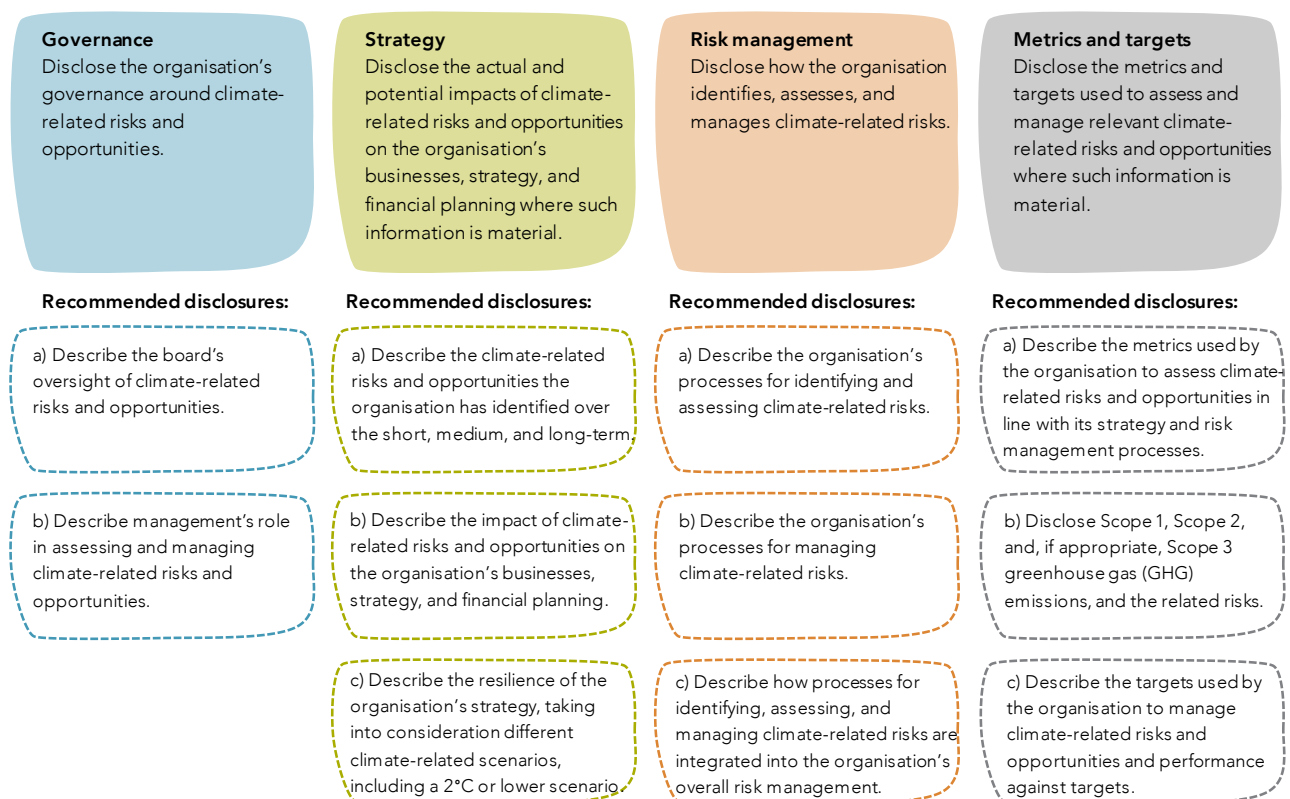 Governance
Disclose the organisation’s
governance around climate-
related risks and
opportunities.
Strategy
Disclose the actual and
potential impacts of climate-
related risks and opportunities
on the organisation’s
businesses, strategy, and
financial planning where such
information is material.
Risk management
Disclose how the organisation
identifies, assesses, and
manages climate-related risks.
Metrics and targets
Disclose the metrics and
targets used to assess and
manage relevant climate-
related risks and opportunities
where such information is
material.
Recommended disclosures:
a) Describe the board’s
oversight of climate-related
risks and opportunities.
b) Describe management’s role
in assessing and managing
climate-related risks and
opportunities.
Recommended disclosures:
a) Describe the climate-related
risks and opportunities the
organisation has identified over
the short, medium, and long-term.
b) Describe the impact of climate-
related risks and opportunities on
the organisation’s businesses,
strategy, and financial planning.
c) Describe the resilience of the
organisation’s strategy, taking
into consideration different
climate-related scenarios,
including a 2°C or lower scenario.
Recommended disclosures:
a) Describe the organisation’s
processes for identifying and
assessing climate-related risks.
b) Describe the organisation’s
processes for managing
climate-related risks.
c) Describe how processes for
identifying, assessing, and
managing climate-related risks are
integrated into the organisation’s
overall risk management.
Recommended disclosures:
a) Describe the metrics used by
the organisation to assess climate-
related risks and opportunities in
line with its strategy and risk
management processes.
b) Disclose Scope 1, Scope 2,
and, if appropriate, Scope 3
greenhouse gas (GHG)
emissions, and the related risks.
c) Describe the targets used by
the organisation to manage
climate-related risks and
opportunities and performance
against targets.